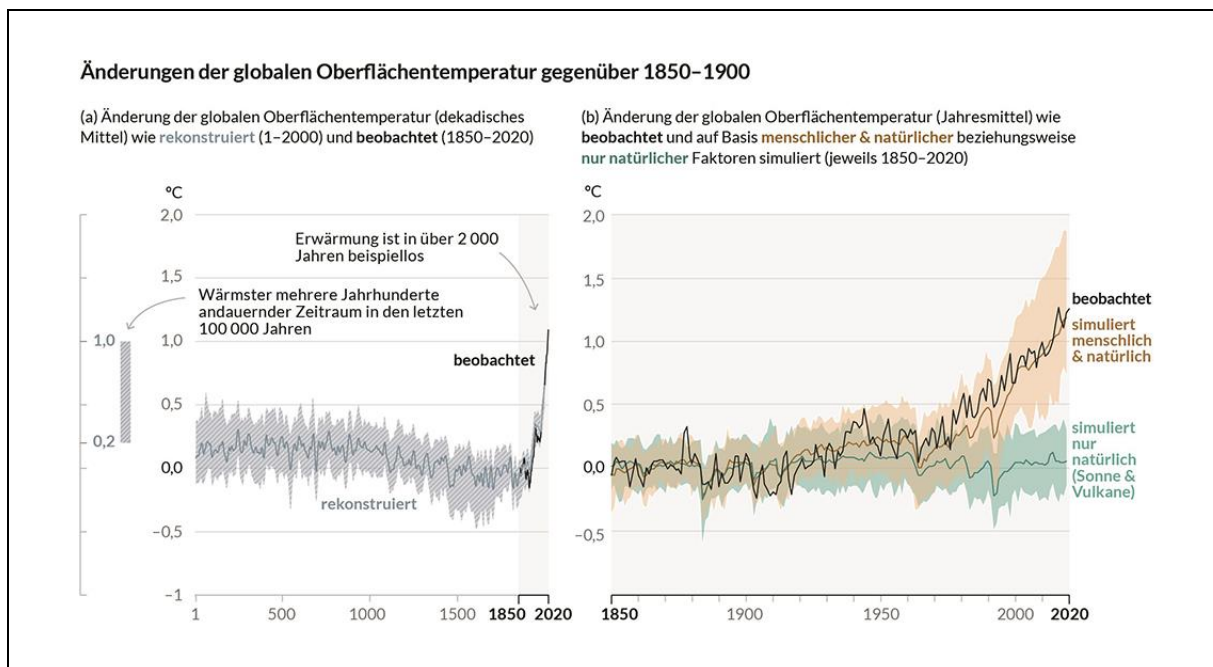 Änderungen der globalen Oberflächentemperatur gegenüber 1850–1900
(a) Änderung der globalen Oberflächentemperatur (dekadisches
Mittel) wie rekonstruiert (1–2000) und beobachtet (1850–2020)
°C
2,0
1,5
1,0
0,5
0,0
–0,5
–1
1,0
0,2
Erwärmung ist in über 2 000
Jahren beispiellos
Wärmster mehrere Jahrhunderte
andauernder Zeitraum in den letzten
100 000 Jahren
beobachtet
rekonstruiert
1 500 1000 1500 1850 2020
(b) Änderung der globalen Oberflächentemperatur (Jahresmittel) wie
beobachtet und auf Basis menschlicher & natürlicher beziehungsweise
nur natürlicher Faktoren simuliert (jeweils 1850–2020)
°C
2,0
1,5
1,0
0,5
0,0
–0,5
beobachtet
simuliert
menschlich
& natürlich
simuliert
nur
natürlich
(Sonne &
Vulkane)
1850 1900 1950 2000 2020